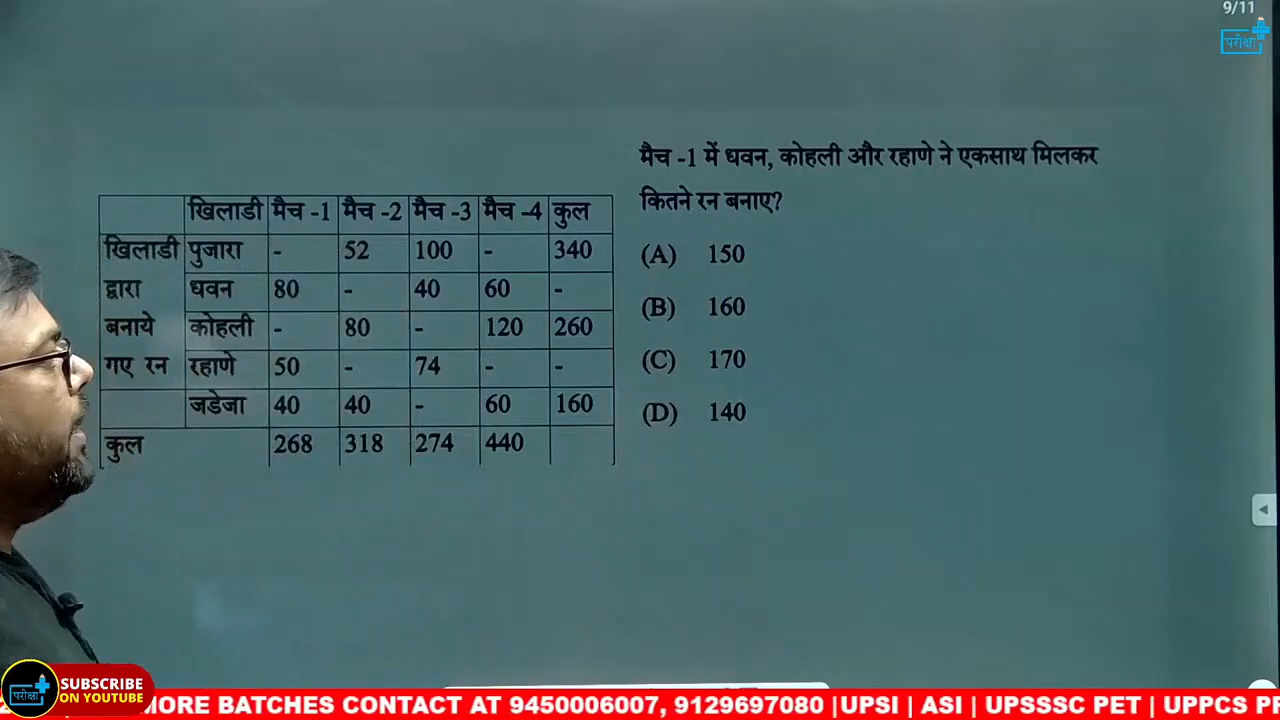 9/11
परीक्षा
मैच -1 में धवन, कोहली और रहाणे ने एकसाथ मिलकर
कितने रन बनाए?
(A) 150
(B) 160
(C) 170
(D) 140
खिलाडी मैच -1 मैच -2 मैच -3 मैच -4 कुल
खिलाडी पुजारा - 52 100 - 340
द्वारा धवन 80 - 40 60 -
बनाये कोहली - 80 - 120 260
गए रन रहाणे 50 - 74 - -
जडेजा 40 40 - 60 160
कुल 268 318 274 440
परीक्षा
SUBSCRIBE
ON YOUTUBE
MORE BATCHES CONTACT AT 9450006007, 9129697080 |UPSI | ASI | UPSSSC PET | UPPCS P